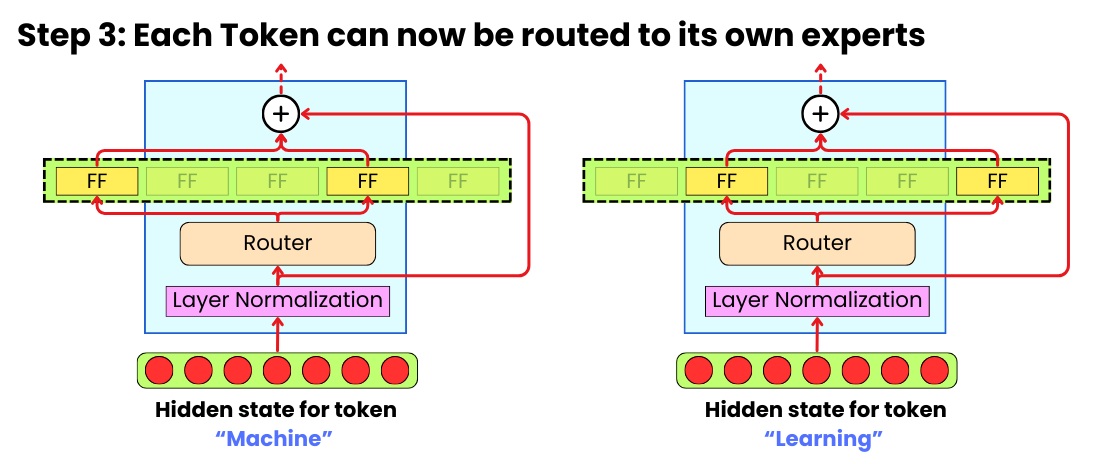 Step 3: Each Token can now be routed to its own experts
+
FF FF FF FF FF
Router
Layer Normalization
Hidden state for token
“Machine”
+
FF FF FF FF FF
Router
Layer Normalization
Hidden state for token
“Learning”